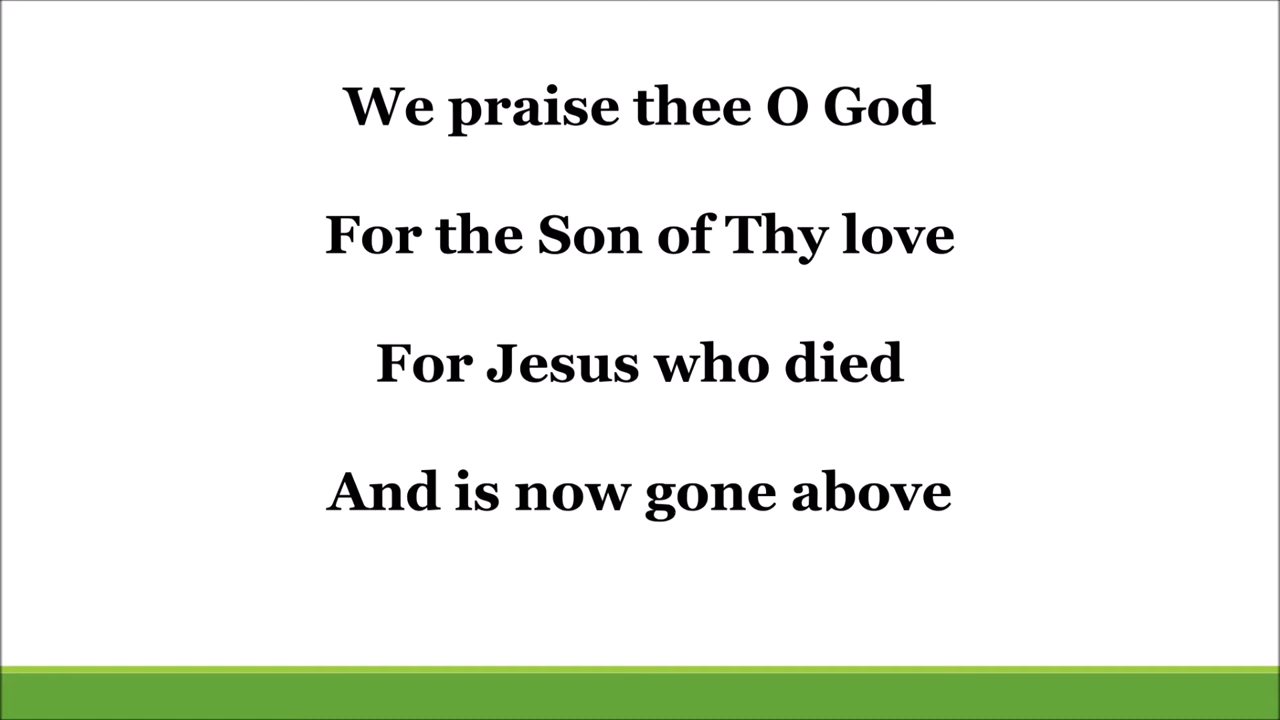 We praise thee O God
For the Son of Thy love
For Jesus who died
And is now gone above